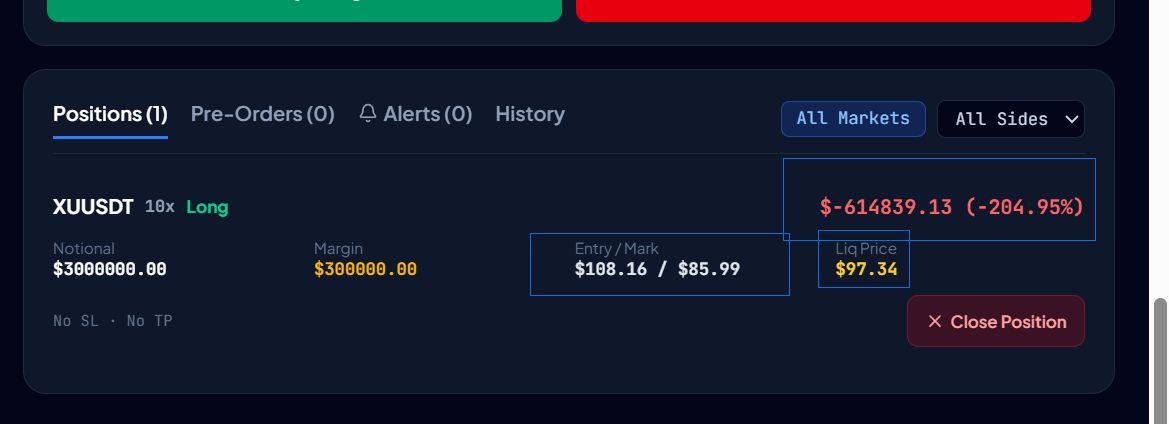 Positions (1) Pre-Orders (0) Alerts (0) History All Markets All Sides
XUUSDT 10x Long $-614839.13 (-204.95%)
Notional Margin Entry / Mark Liq Price
$3000000.00 $300000.00 $108.16 / $85.99 $97.34
No SL · No TP Close Position